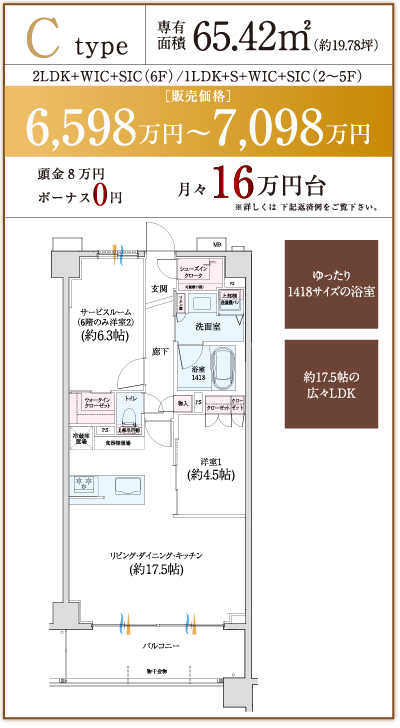 C type
専有面積 65.42㎡(約19.78坪)
2LDK+WIC+SIC(6F)/1LDK+S+WIC+SIC(2〜5F)
[販売価格]
6,598万円〜7,098万円
頭金8万円
ボーナス0円
月々 16万円台
※詳しくは 下記返済例をご覧下さい。
MB
シューズインクローク
玄関
PS
サービスルーム
(6階のみ洋室2)
(約6.3帖)
上部棚
洗面室
廊下
浴室
1418
ウォークインクローゼット
トイレ
物入
PS
クローゼット
クローゼット
冷蔵庫置場
PS
上部吊戸棚
食器棚置場
洋室1
(約4.5帖)
リビング・ダイニング・キッチン
(約17.5帖)
バルコニー
物干金物
ゆったり
1418サイズの浴室
約17.5帖の
広々LDK